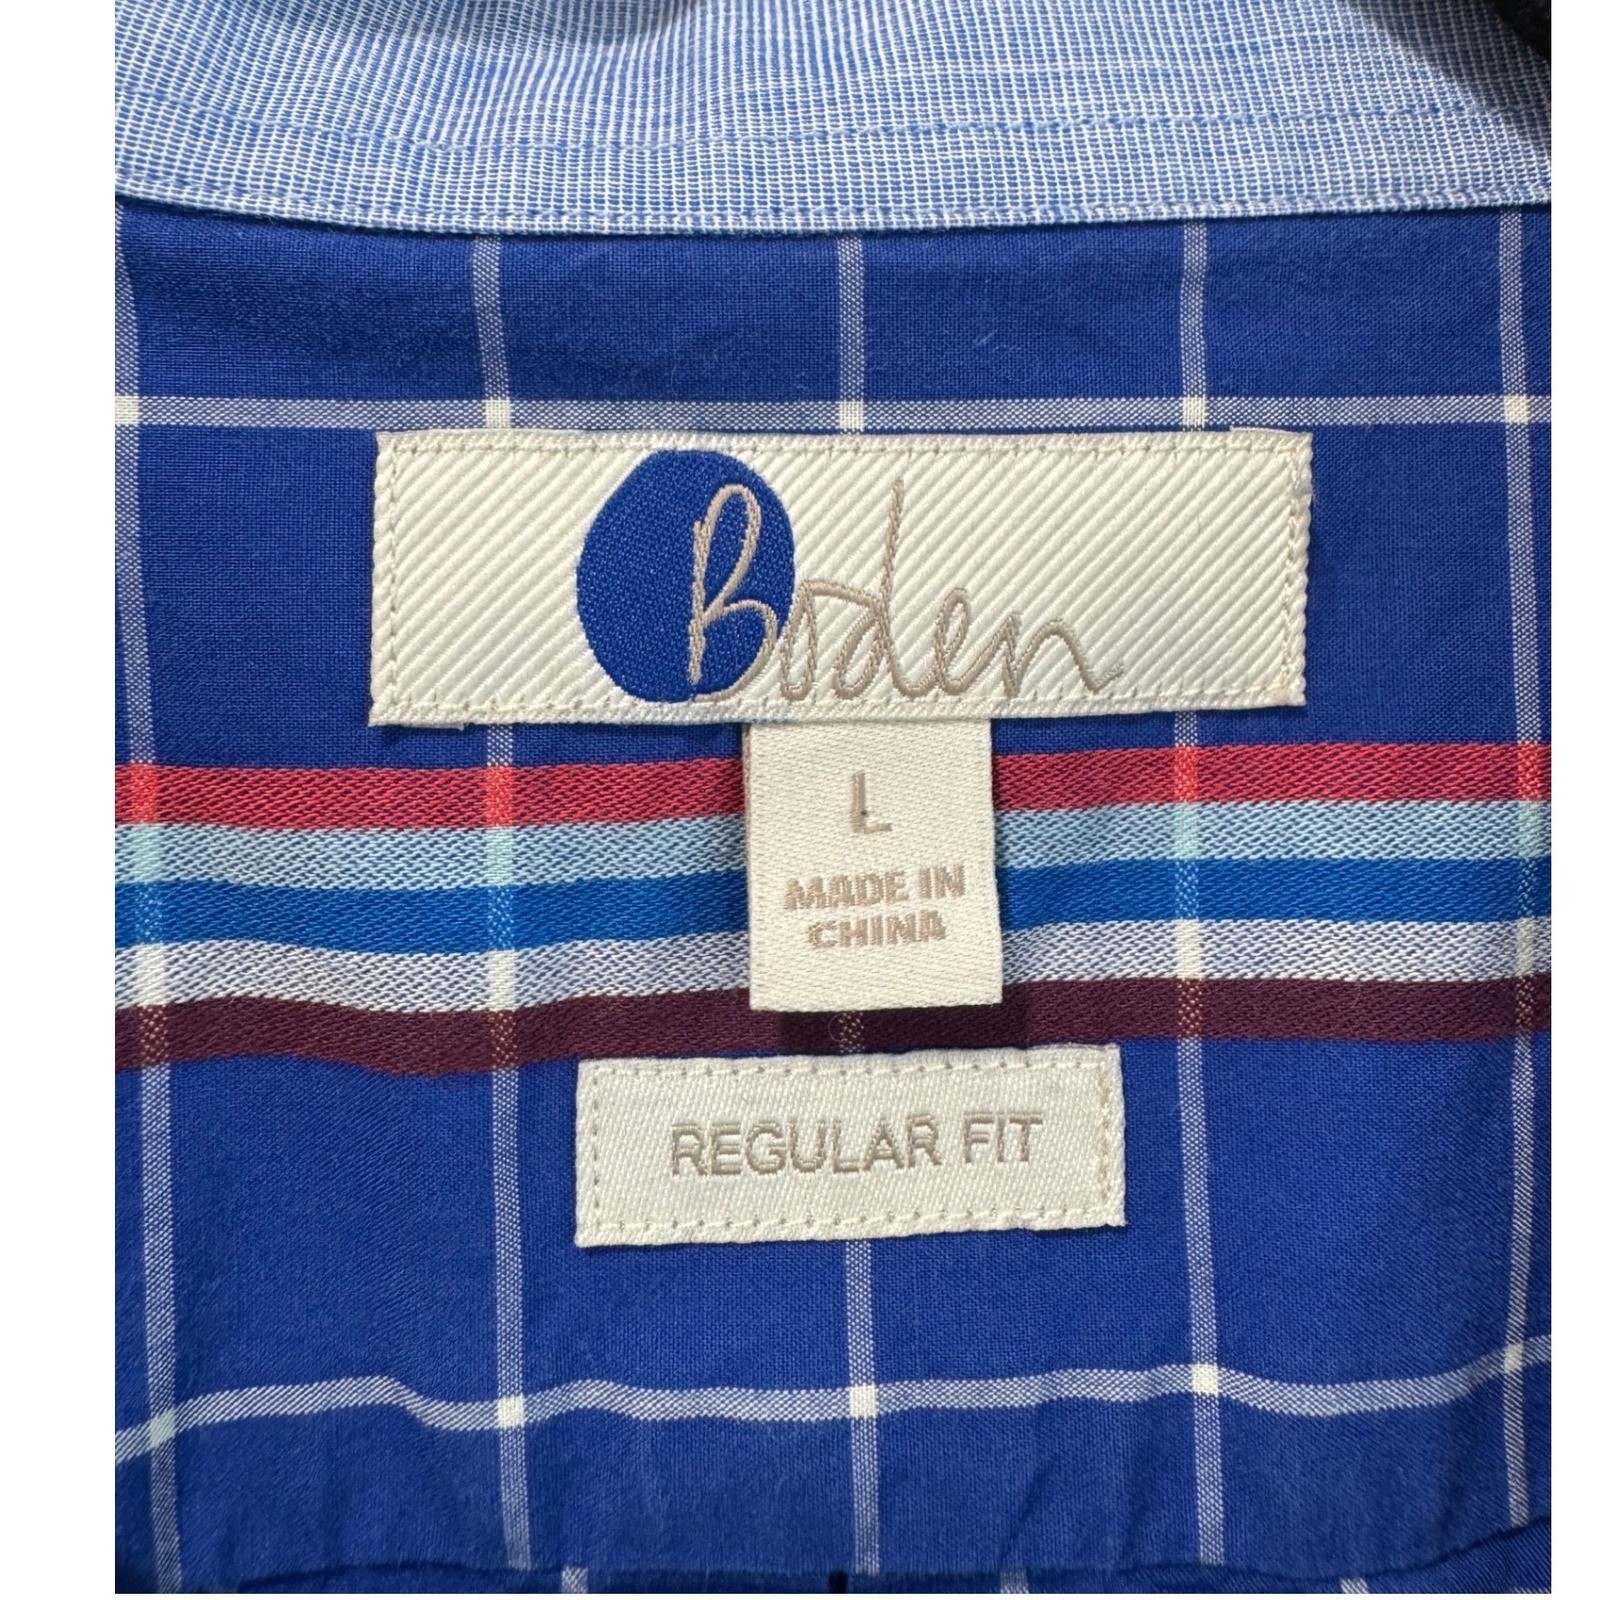 Boden
L
MADE IN
CHINA
REGULAR FIT